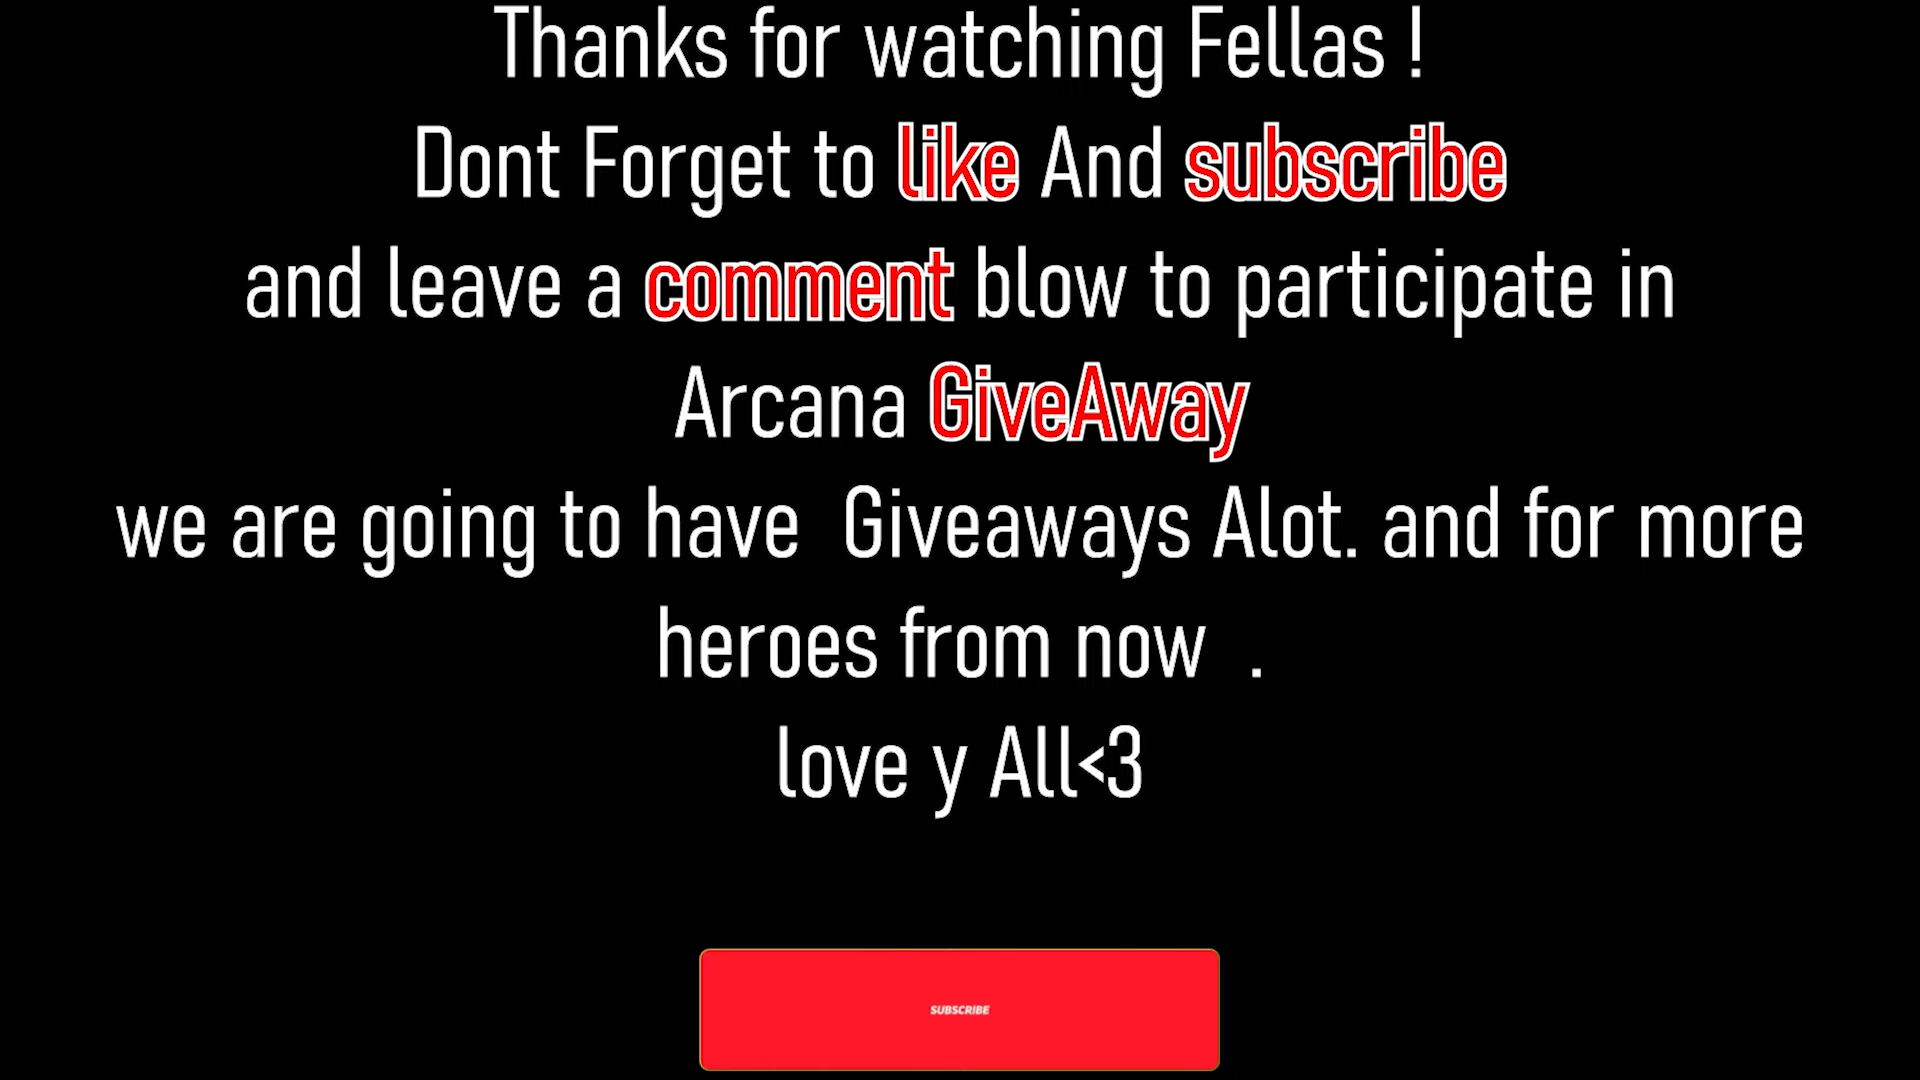 Thanks for watching Fellas !
Dont Forget to like And subscribe
and leave a comment blow to participate in
Arcana GiveAway
we are going to have  Giveaways Alot. and for more
heroes from now  .
love y All<3
SUBSCRIBE